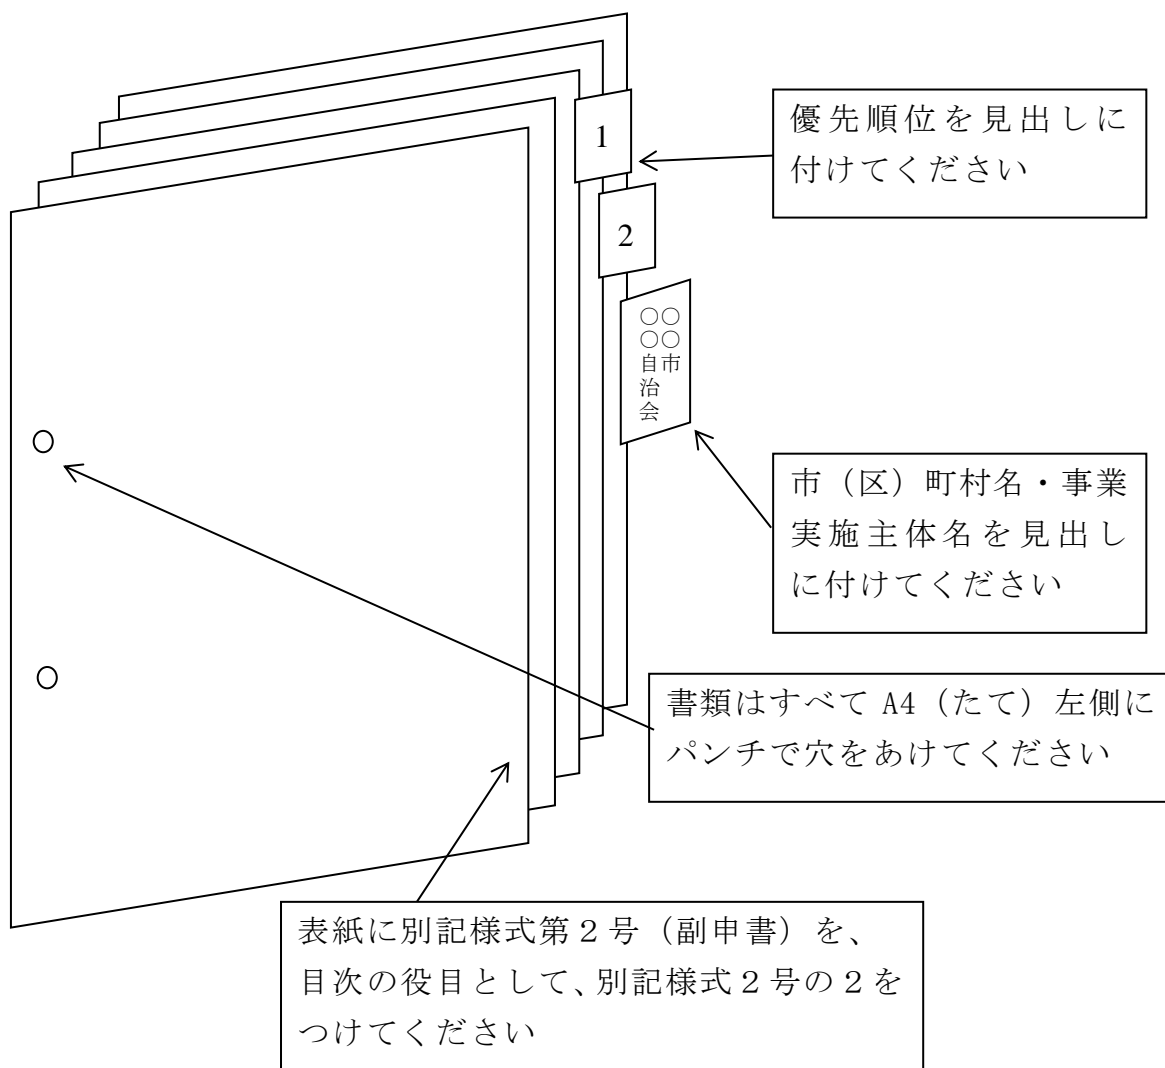 1
優先順位を見出しに
付けてください
2
○○市
○○自治会
市（区）町村名・事業
実施主体名を見出し
に付けてください
書類はすべて A4（たて）左側に
パンチで穴をあけてください
表紙に別記様式第２号（副申書）を、
目次の役目として、別記様式２号の２を
つけてください